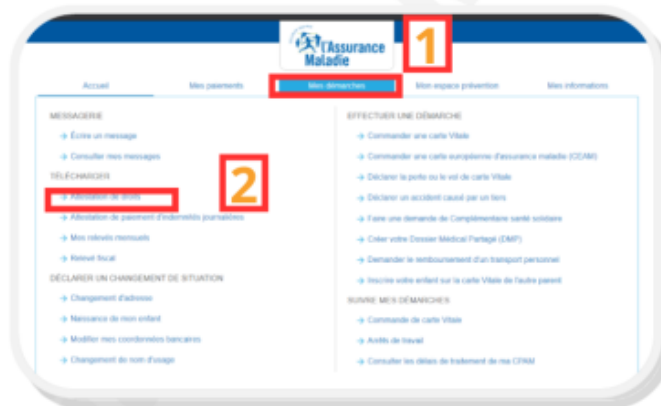 l'Assurance
Maladie
1
Accueil
Mes paiements
Mes démarches
Mon espace prévention
Mes informations
MESSAGERIE
→ Écrire un message
→ Consulter mes messages
TÉLÉCHARGER
2
→ Attestation de droits
→ Attestation de paiement d'indemnités journalières
→ Mes relevés mensuels
→ Relevé fiscal
DÉCLARER UN CHANGEMENT DE SITUATION
→ Changement d'adresse
→ Naissance de mon enfant
→ Modifier mes coordonnées bancaires
→ Changement de nom d'usage
EFFECTUER UNE DÉMARCHE
→ Commander une carte Vitale
→ Commander une carte européenne d'assurance maladie (CEAM)
→ Déclarer la perte ou le vol de carte Vitale
→ Déclarer un accident causé par un tiers
→ Faire une demande de Complémentaire santé solidaire
→ Créer votre Dossier Médical Partagé (DMP)
→ Demander le remboursement d'un transport personnel
→ Inscrire votre enfant sur la carte Vitale de l'autre parent
SUIVRE MES DÉMARCHES
→ Commande de carte Vitale
→ Arrêts de travail
→ Consulter les délais de traitement de ma CPAM